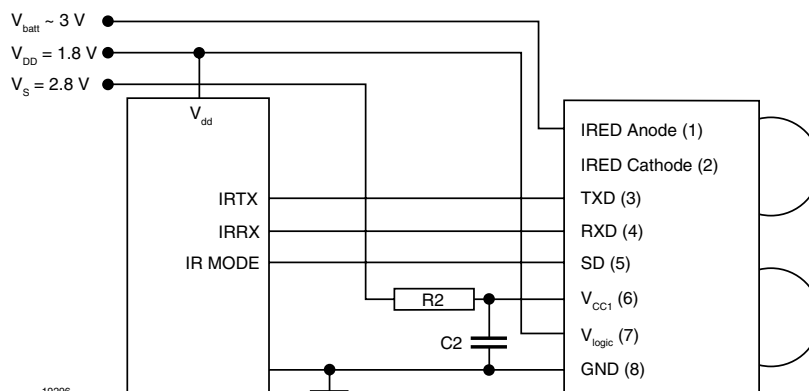 V_batt ~ 3 V
V_DD = 1.8 V
V_S = 2.8 V
V_dd
IRED Anode (1)
IRED Cathode (2)
IRTX
TXD (3)
IRRX
RXD (4)
IR MODE
SD (5)
R2
V_CC1 (6)
C2
V_logic (7)
GND (8)